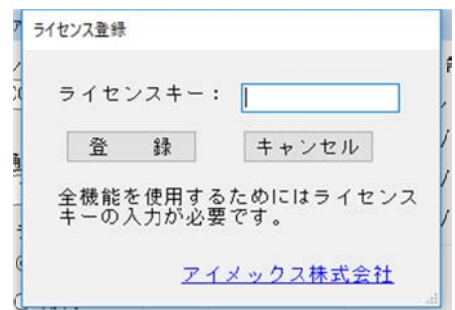 ライセンス登録
ライセンスキー：
登　録
キャンセル
全機能を使用するためにはライセンス
キーの入力が必要です。
アイメックス株式会社